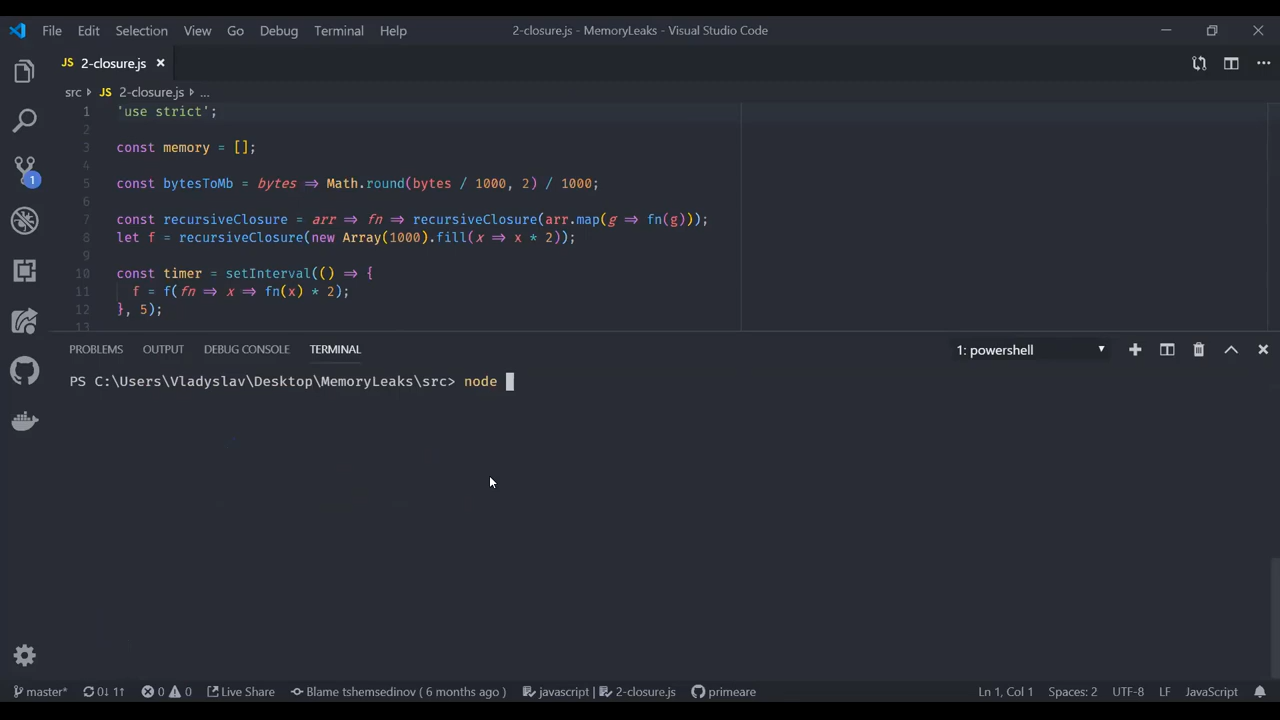 File Edit Selection View Go Debug Terminal Help 2-closure.js - MemoryLeaks - Visual Studio Code
JS 2-closure.js
src JS 2-closure.js ...
1 'use strict';
2
3 const memory = [];
4
5 const bytesToMb = bytes => Math.round(bytes / 1000, 2) / 1000;
6
7 const recursiveClosure = arr => fn => recursiveClosure(arr.map(g => fn(g)));
8 let f = recursiveClosure(new Array(1000).fill(x => x * 2));
9
10 const timer = setInterval(() => {
11 f = f(fn => x => fn(x) * 2);
12 }, 5);
13
1
PROBLEMS OUTPUT DEBUG CONSOLE TERMINAL 1: powershell
PS C:\Users\Vladyslav\Desktop\MemoryLeaks\src> node
master* 0↓ 1↑ 0 0 Live Share Blame tshemsedinov ( 6 months ago ) javascript | 2-closure.js primeare Ln 1, Col 1 Spaces: 2 UTF-8 LF JavaScript